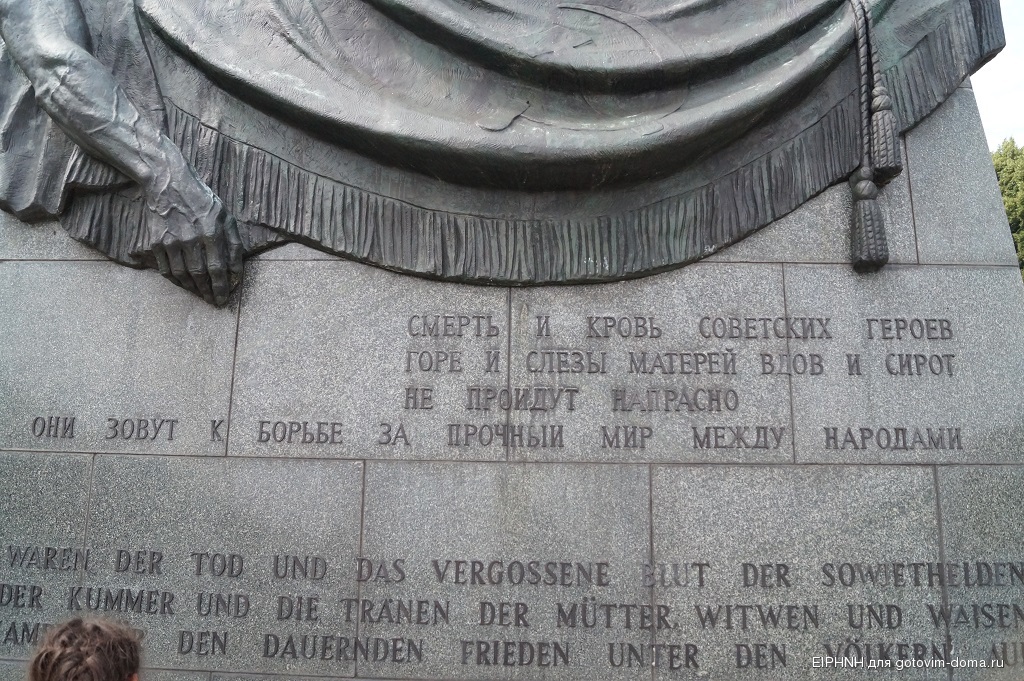 СМЕРТЬ И КРОВЬ СОВЕТСКИХ ГЕРОЕВ
ГОРЕ И СЛЕЗЫ МАТЕРЕЙ ВДОВ И СИРОТ
НЕ ПРОЙДУТ НАПРАСНО
ОНИ ЗОВУТ К БОРЬБЕ ЗА ПРОЧНЫЙ МИР МЕЖДУ НАРОДАМИ
WAREN DER TOD UND DAS VERGOSSENE BLUT DER SOWJETHELDEN
DER KUMMER UND DIE TRÄNEN DER MÜTTER, WITWEN UND WAISEN
DEN DAUERNDEN FRIEDEN UNTER DEN VÖLKERN AUF
EIPHNH для gotovim-doma.ru